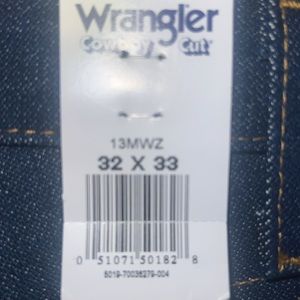 Wrangler
Cowboy Cut
13MWZ
32 X 33
0 51071 50182 8
5019-70036279-004